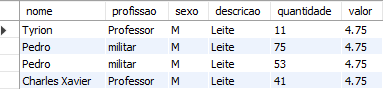 nome profissao sexo descricao quantidade valor
Tyrion Professor M Leite 11 4.75
Pedro militar M Leite 75 4.75
Pedro militar M Leite 53 4.75
Charles Xavier Professor M Leite 41 4.75